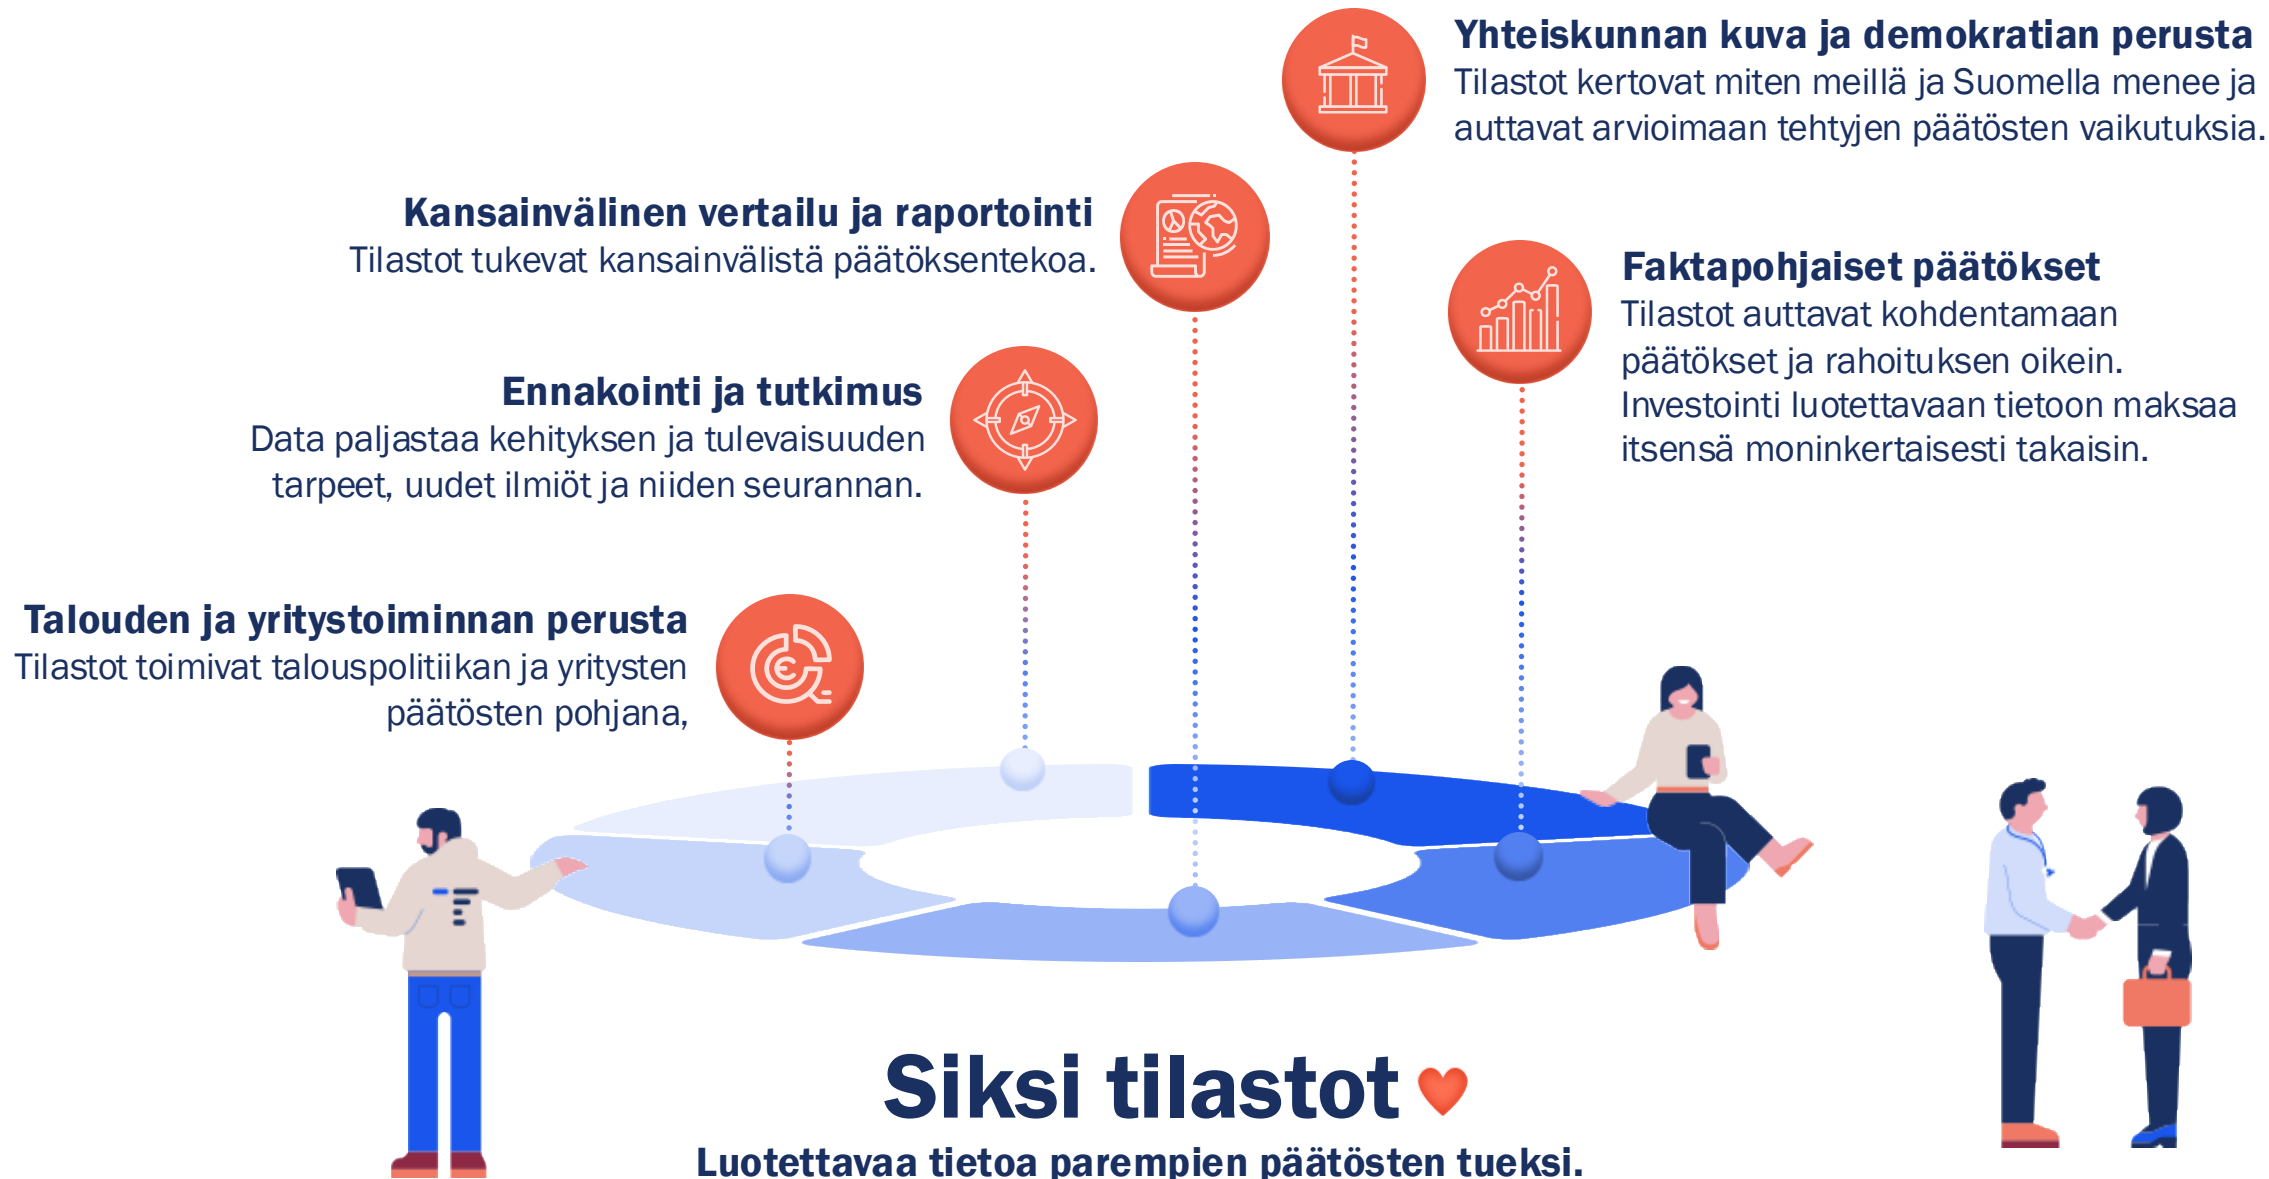 Yhteiskunnan kuva ja demokratian perusta
Tilastot kertovat miten meillä ja Suomella menee ja
auttavat arvioimaan tehtyjen päätösten vaikutuksia.
Kansainvälinen vertailu ja raportointi
Tilastot tukevat kansainvälistä päätöksentekoa.
Faktapohjaiset päätökset
Tilastot auttavat kohdentamaan
päätökset ja rahoituksen oikein.
Investointi luotettavaan tietoon maksaa
itsensä moninkertaisesti takaisin.
Ennakointi ja tutkimus
Data paljastaa kehityksen ja tulevaisuuden
tarpeet, uudet ilmiöt ja niiden seurannan.
Talouden ja yritystoiminnan perusta
Tilastot toimivat talouspolitiikan ja yritysten
päätösten pohjana,
Siksi tilastot
Luotettavaa tietoa parempien päätösten tueksi.